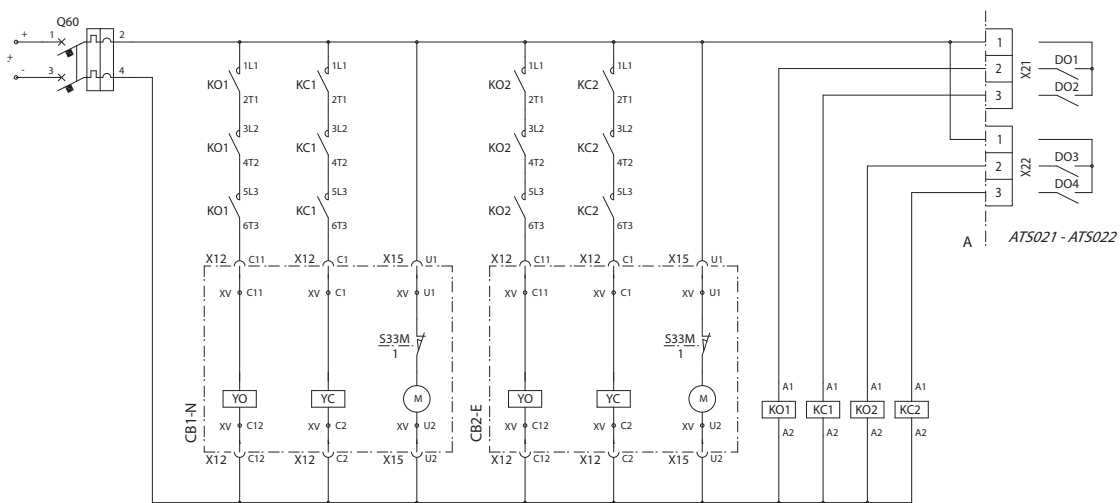 Q60
+ 1 2
±
- 3 4
1 X21
2 DO1
3 DO2
1 X22
2 DO3
3 DO4
A ATS021 - ATS022
1L1 1L1 1L1 1L1
KO1 KC1 KO2 KC2
2T1 2T1 2T1 2T1
3L2 3L2 3L2 3L2
KO1 KC1 KO2 KC2
4T2 4T2 4T2 4T2
5L3 5L3 5L3 5L3
KO1 KC1 KO2 KC2
6T3 6T3 6T3 6T3
X12 C11 X12 C1 X15 U1 X12 C11 X12 C1 X15 U1
XV C11 XV C1 XV U1 XV C11 XV C1 XV U1
S33M S33M
1 1
A1 A1 A1 A1
YO YC M YO YC M KO1 KC1 KO2 KC2
A2 A2 A2 A2
XV C12 XV C2 XV U2 XV C12 XV C2 XV U2
CB1-N CB2-E
X12 C12 X12 C2 X15 U2 X12 C12 X12 C2 X15 U2